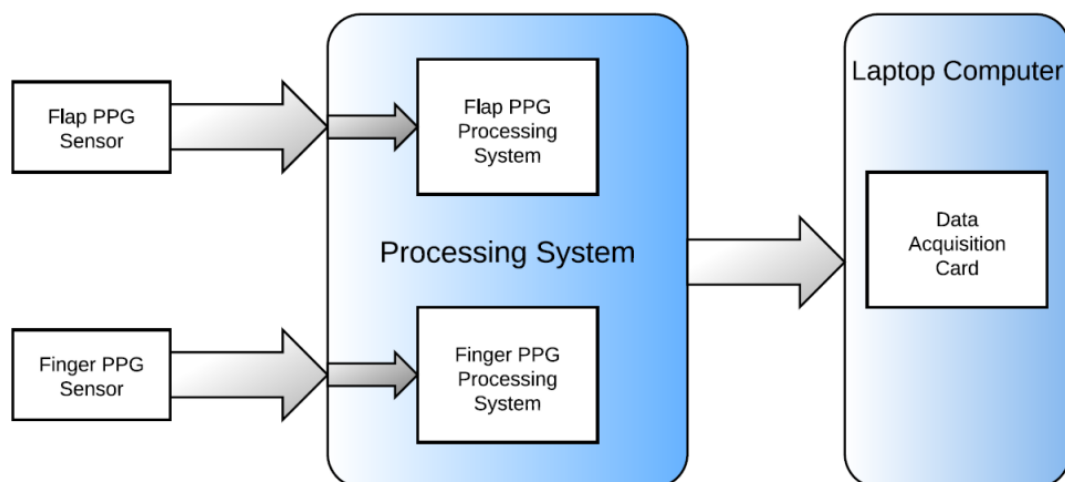 Flap PPG
Sensor
Flap PPG
Processing
System
Laptop Computer
Processing System
Data
Acquisition
Card
Finger PPG
Sensor
Finger PPG
Processing
System